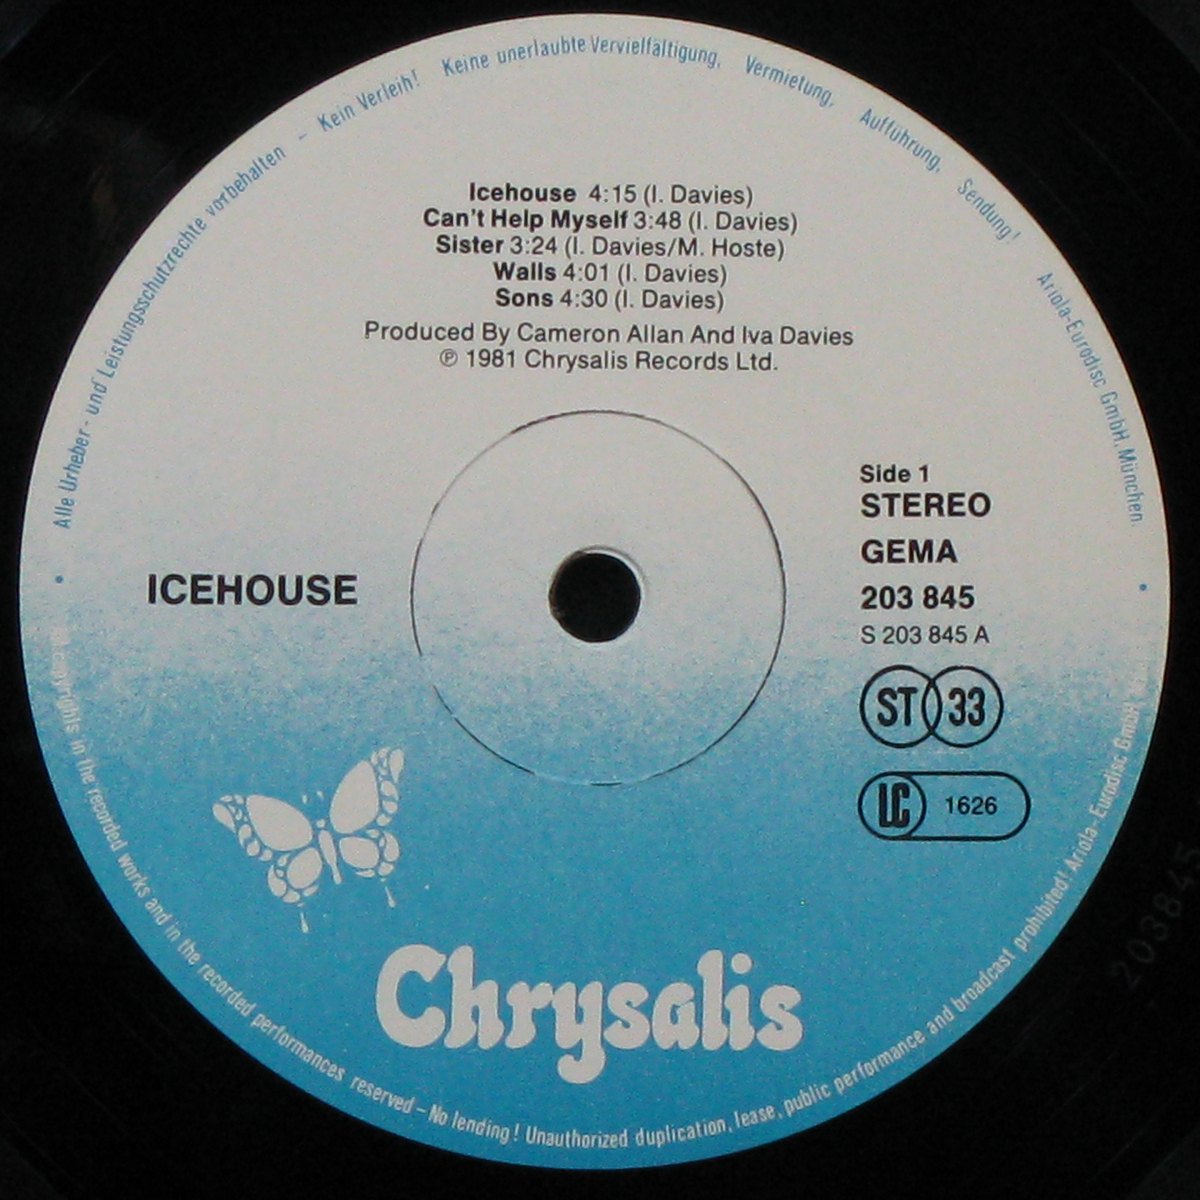 Alle Urheber- und Leistungsschutzrechte vorbehalten – Kein Verleih! Keine unerlaubte Vervielfältigung, Vermietung, Aufführung, Sendung! Ariola-Eurodisc GmbH, München.
Icehouse 4:15 (I. Davies)
Can't Help Myself 3:48 (I. Davies)
Sister 3:24 (I. Davies/M. Hoste)
Walls 4:01 (I. Davies)
Sons 4:30 (I. Davies)
Produced By Cameron Allan And Iva Davies
℗ 1981 Chrysalis Records Ltd.
Side 1
STEREO
GEMA
203 845
S 203 845 A
ICEHOUSE
ST 33
LC 1626
Chrysalis
copyrights in the recorded works and in the recorded performances reserved – No lending! Unauthorized duplication, lease, public performance and broadcast prohibited! Ariola-Eurodisc GmbH
203845